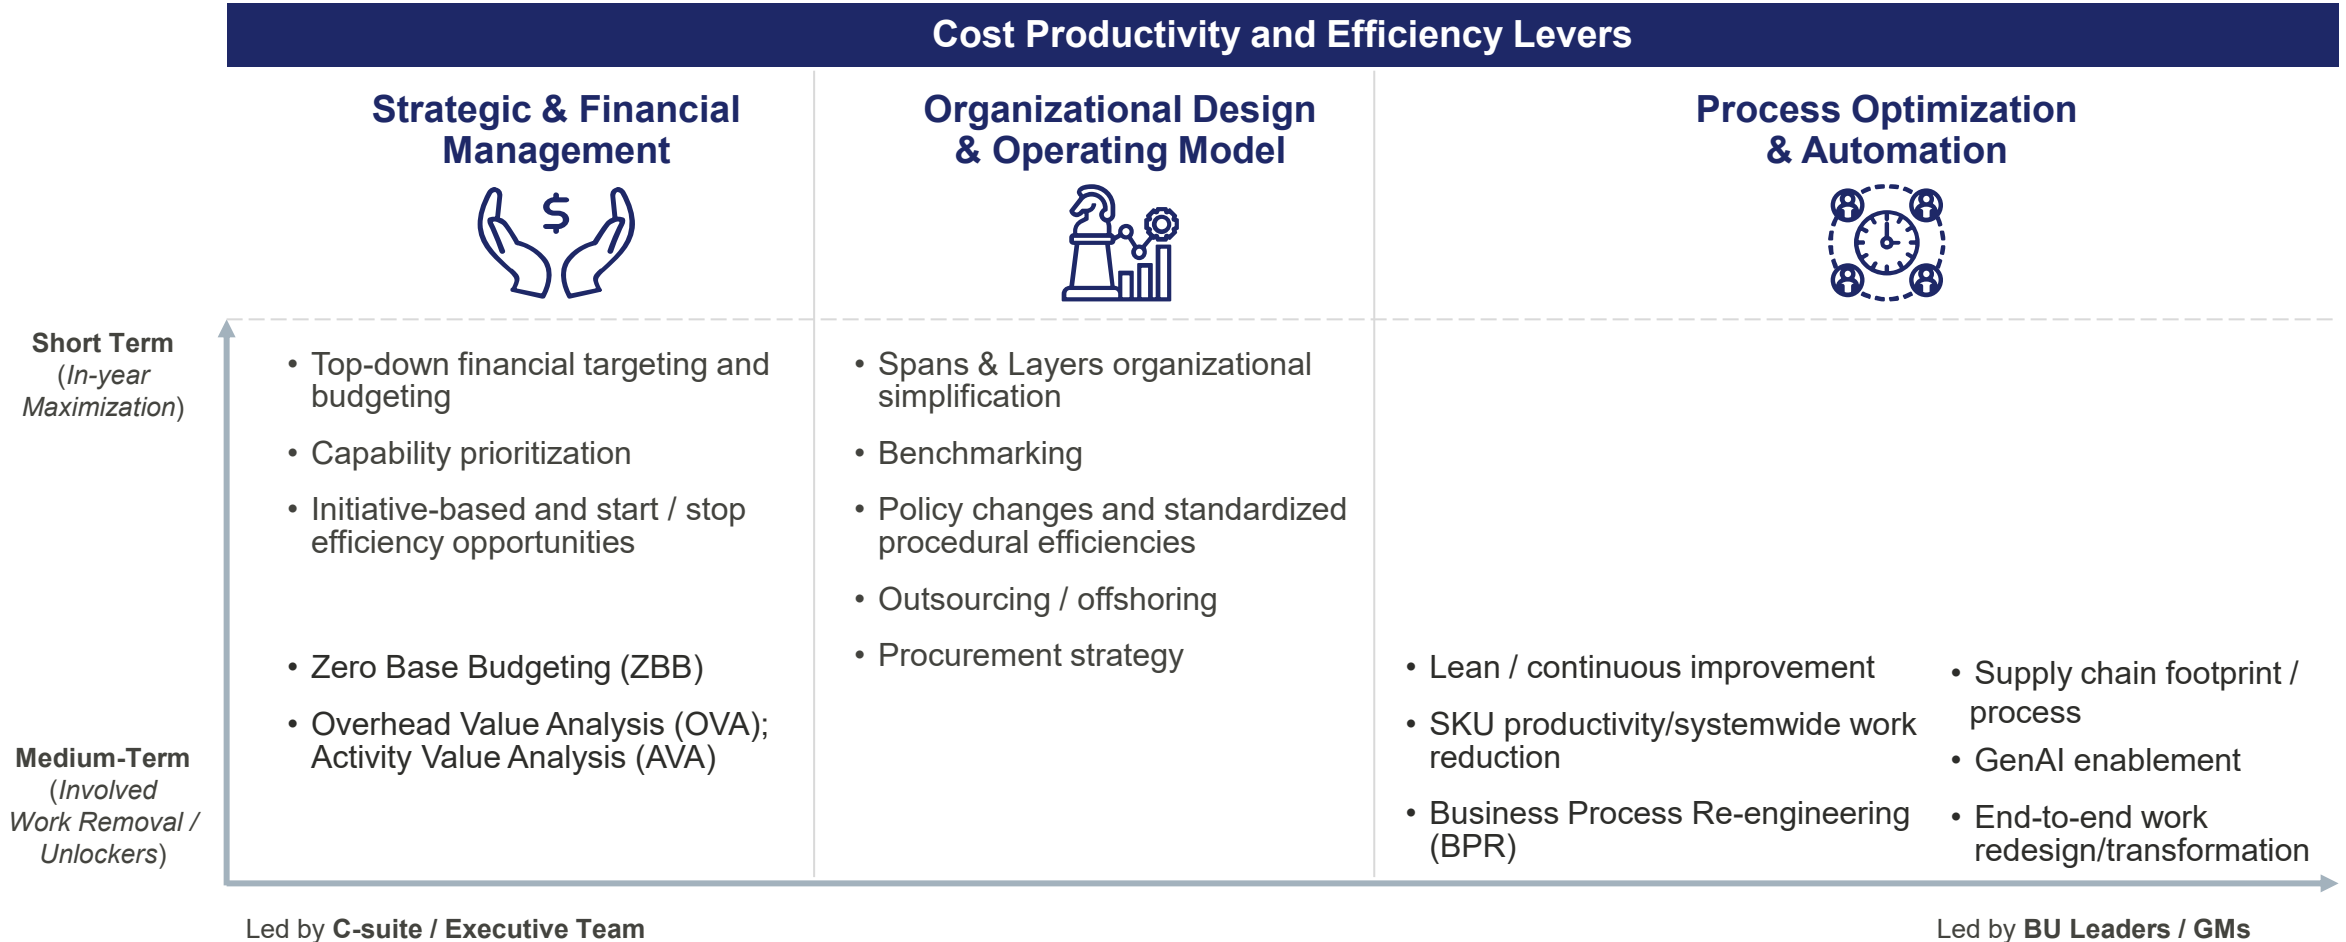 Cost Productivity and Efficiency Levers
Strategic & Financial
Management
$
Organizational Design
& Operating Model
Process Optimization
& Automation
Short Term
(In-year
Maximization)
• Top-down financial targeting and
budgeting
• Capability prioritization
• Initiative-based and start / stop
efficiency opportunities
• Zero Base Budgeting (ZBB)
• Overhead Value Analysis (OVA);
Activity Value Analysis (AVA)
• Spans & Layers organizational
simplification
• Benchmarking
• Policy changes and standardized
procedural efficiencies
• Outsourcing / offshoring
• Procurement strategy
• Lean / continuous improvement
• SKU productivity/systemwide work
reduction
• Business Process Re-engineering
(BPR)
• Supply chain footprint /
process
• GenAI enablement
• End-to-end work
redesign/transformation
Medium-Term
(Involved
Work Removal /
Unlockers)
Led by C-suite / Executive Team
Led by BU Leaders / GMs